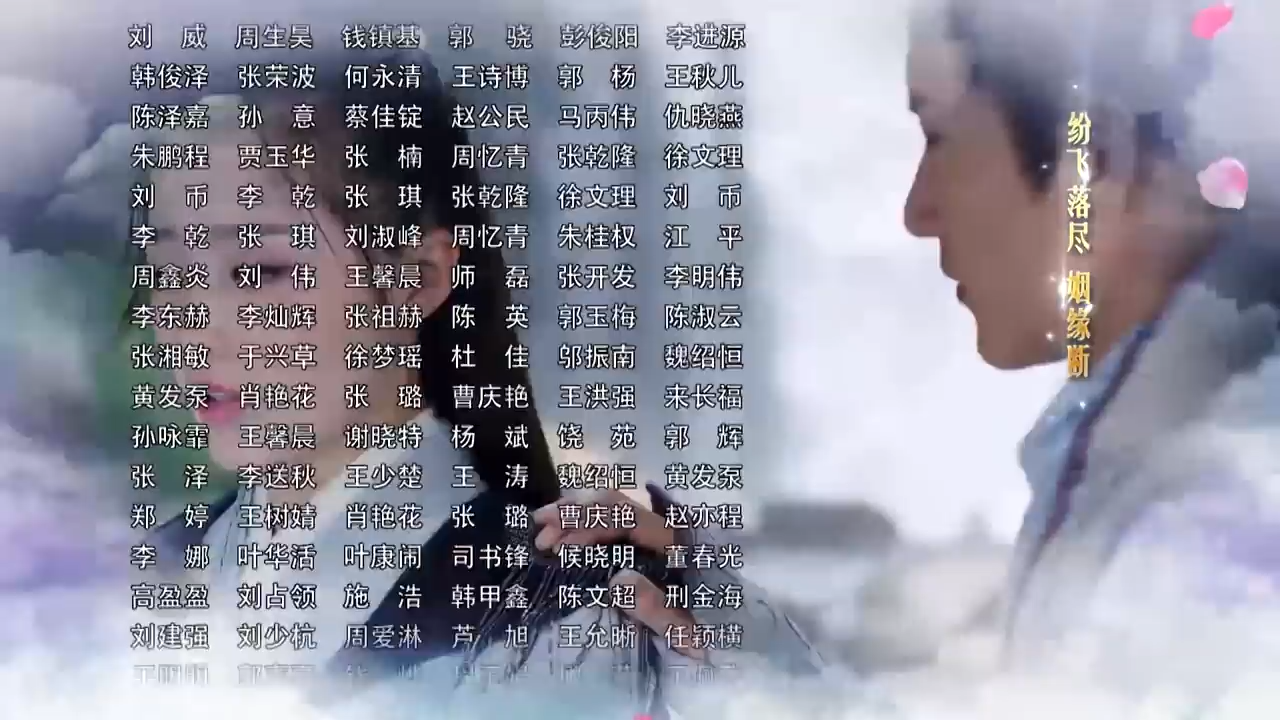 刘威 周生昊 钱镇基 郭骁 彭俊阳 李进源
韩俊泽 张荣波 何永清 王诗博 郭杨 王秋儿
陈泽嘉 孙意 蔡佳锭 赵公民 马丙伟 仇晓燕
朱鹏程 贾玉华 张楠 周忆青 张乾隆 徐文理
刘币 李乾 张琪 张乾隆 徐文理 刘币
李乾 张琪 刘淑峰 周忆青 朱桂权 江平
周鑫炎 刘伟 王馨晨 师磊 张开发 李明伟
李东赫 李灿辉 张祖赫 陈英 郭玉梅 陈淑云
张湘敏 于兴草 徐梦瑶 杜佳 邬振南 魏绍恒
黄发泵 肖艳花 张璐 曹庆艳 王洪强 来长福
孙咏霏 王馨晨 谢晓特 杨斌 饶苑 郭辉
张泽 李送秋 王少楚 王涛 魏绍恒 黄发泵
郑婷 王树婧 肖艳花 张璐 曹庆艳 赵亦程
李娜 叶华活 叶康闹 司书锋 候晓明 董春光
高盈盈 刘占领 施浩 韩甲鑫 陈文超 刑金海
刘建强 刘少杭 周爱淋 芦旭 王允晰 任颖横
纷飞落尽 姻缘断